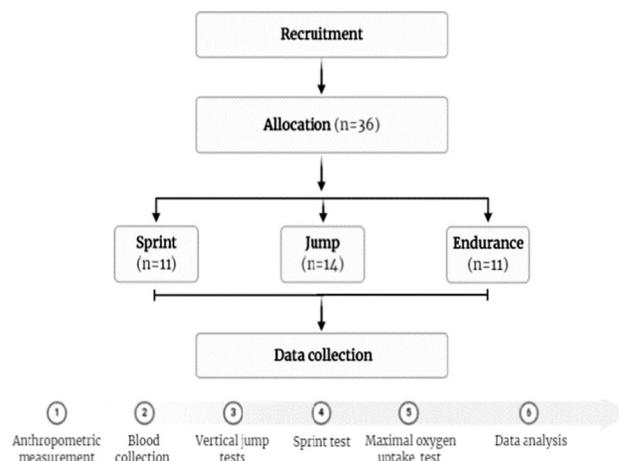 Recruitment
Allocation (n=36)
Sprint
(n=11)
Jump
(n=14)
Endurance
(n=11)
Data collection
1
Anthropometric
measurement
2
Blood
collection
3
Vertical jump
tests
4
Sprint test
5
Maximal oxygen
uptake test
6
Data analysis